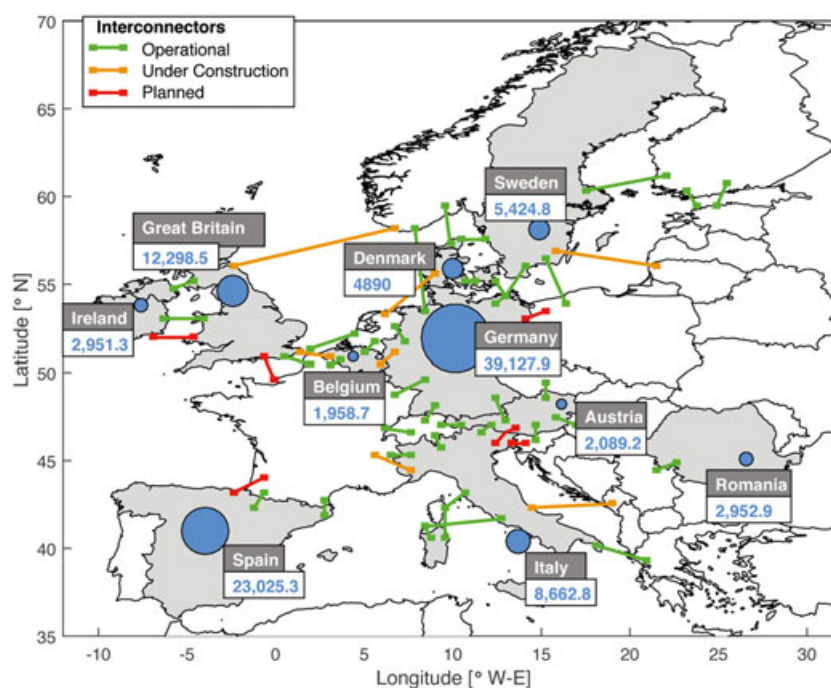 Interconnectors
Operational
Under Construction
Planned
Sweden
5,424.8
Great Britain
12,298.5
Denmark
4890
Ireland
2,951.3
Germany
39,127.9
Belgium
1,958.7
Austria
2,089.2
Romania
2,952.9
Spain
23,025.3
Italy
8,662.8
70
65
60
55
50
45
40
35
Latitude [° N]
-10 -5 0 5 10 15 20 25 30
Longitude [° W-E]